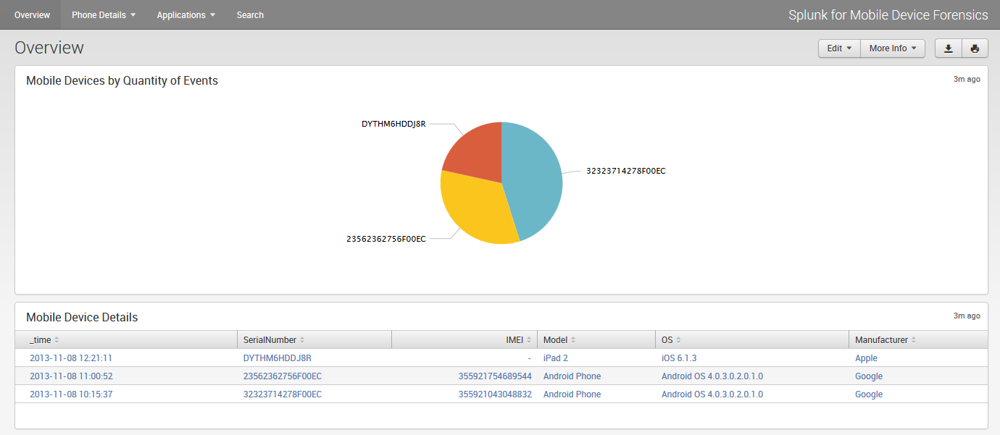 Overview Phone Details Applications Search Splunk for Mobile Device Forensics
Overview Edit More Info
Mobile Devices by Quantity of Events 3m ago
DYTHM6HDDJ8R
32323714278F00EC
23562362756F00EC
Mobile Device Details 3m ago
_time SerialNumber IMEI Model OS Manufacturer
2013-11-08 12:21:11 DYTHM6HDDJ8R - iPad 2 iOS 6.1.3 Apple
2013-11-08 11:00:52 23562362756F00EC 355921754689544 Android Phone Android OS 4.0.3.0.2.0.1.0 Google
2013-11-08 10:15:37 32323714278F00EC 355921043048832 Android Phone Android OS 4.0.3.0.2.0.1.0 Google